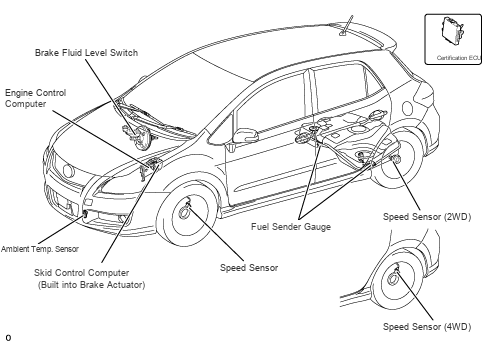 Certification ECU
Brake Fluid Level Switch
Engine Control
Computer
Speed Sensor (2WD)
Fuel Sender Gauge
Ambient Temp. Sensor
Speed Sensor
Skid Control Computer
(Built into Brake Actuator)
Speed Sensor (4WD)
O